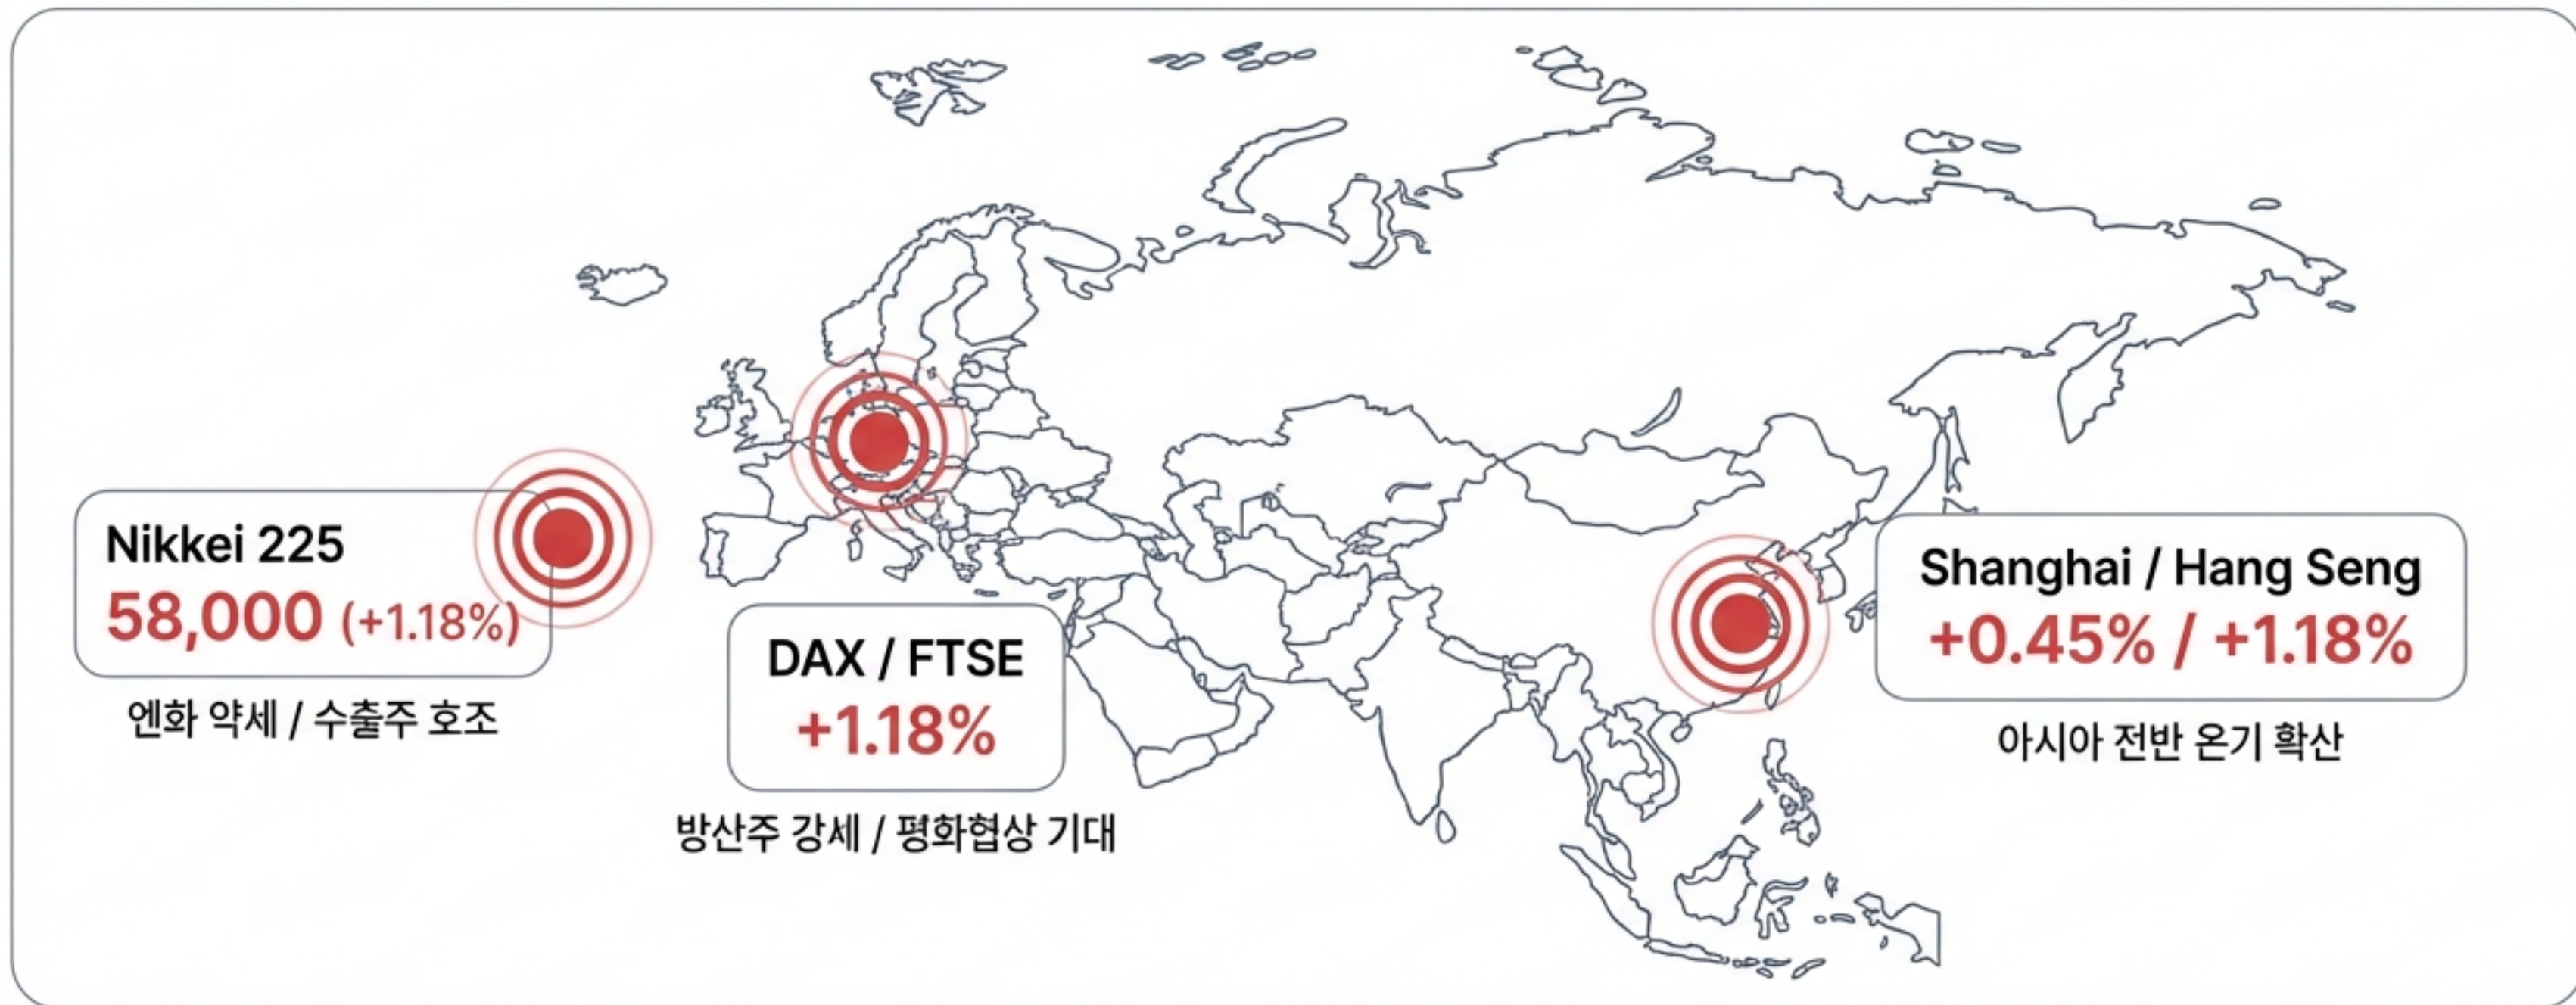 Nikkei 225
58,000 (+1.18%)
엔화 약세 / 수출주 호조
DAX / FTSE
+1.18%
방산주 강세 / 평화협상 기대
Shanghai / Hang Seng
+0.45% / +1.18%
아시아 전반 온기 확산